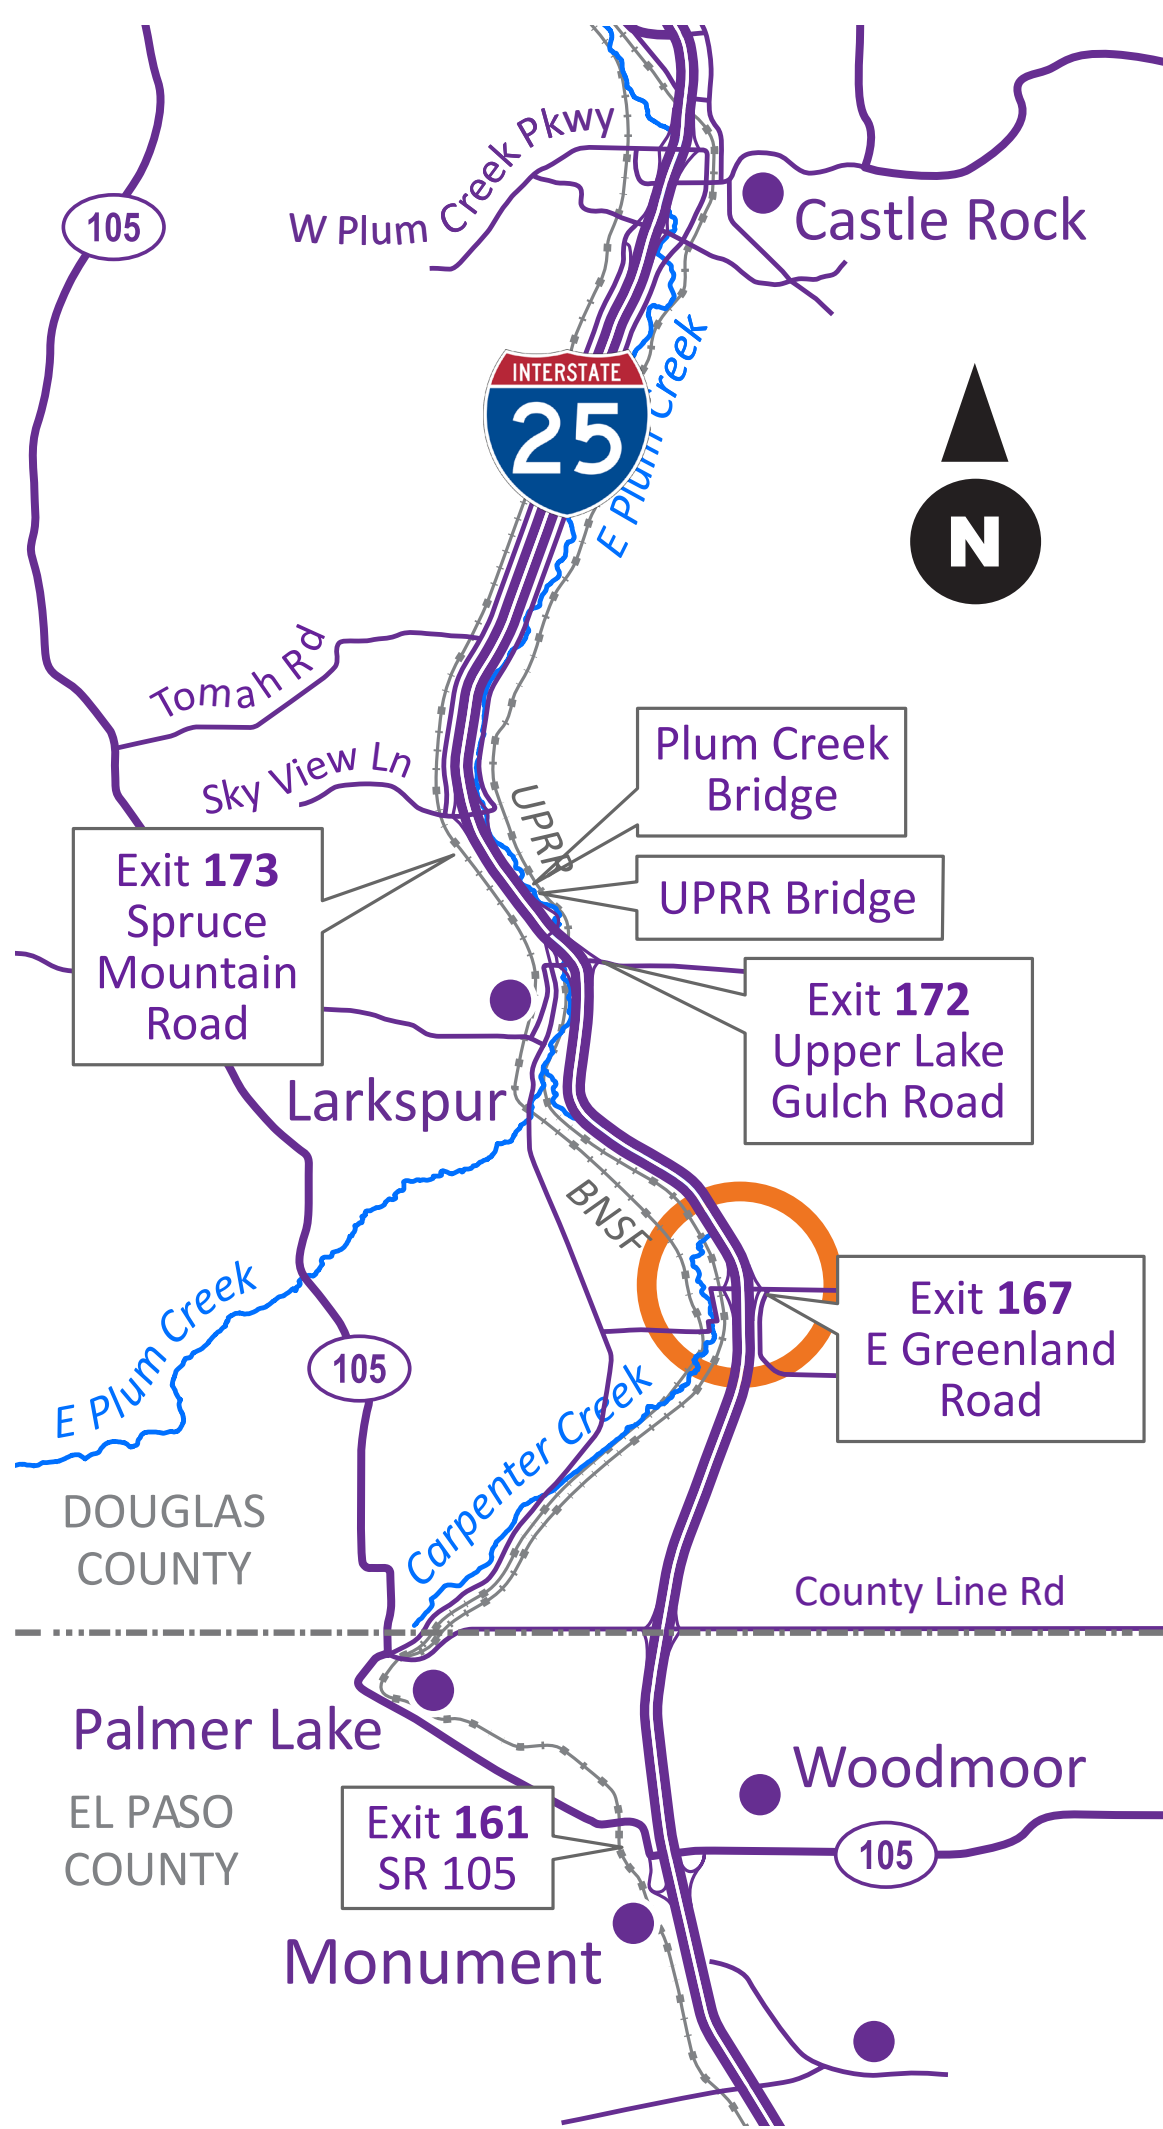 W Plum Creek Pkwy
105
Castle Rock
INTERSTATE
25
E Plum Creek
N
Tomah Rd
Plum Creek
Bridge
Sky View Ln
UPRR
Exit 173
Spruce
Mountain
Road
UPRR Bridge
Exit 172
Upper Lake
Gulch Road
Larkspur
BNSF
E Plum Creek
Exit 167
E Greenland
Road
105
Carpenter Creek
DOUGLAS
COUNTY
County Line Rd
Palmer Lake
Woodmoor
EL PASO
COUNTY
Exit 161
SR 105
105
Monument